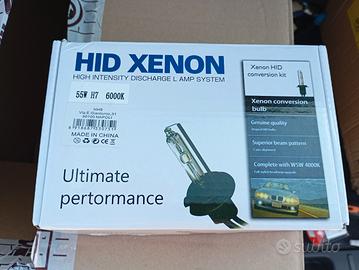 HID XENON
HIGH INTENSITY DISCHARGE L AMP SYSTEM
55W H7 6000K
MADE IN CHINA
Ultimate
performance
Xenon HID
conversion kit
Xenon conversion
bulb
Genuine quality
Superior beam pattern
Complete with W5W 4000K
subito